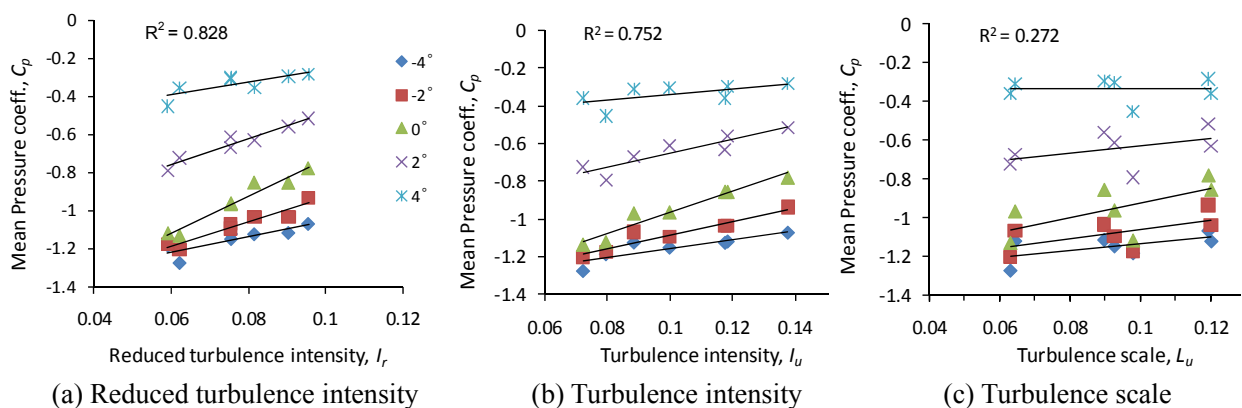 R² = 0.828
Mean Pressure coeff., Cp
0
-0.2
-0.4
-0.6
-0.8
-1
-1.2
-1.4
0.04 0.06 0.08 0.1 0.12
Reduced turbulence intensity, Ir
-4°
-2°
0°
2°
4°
(a) Reduced turbulence intensity
R² = 0.752
Mean Pressure coeff., Cp
0
-0.2
-0.4
-0.6
-0.8
-1
-1.2
-1.4
0.06 0.08 0.10 0.12 0.14
Turbulence intensity, Iu
(b) Turbulence intensity
R² = 0.272
Mean Pressure coeff., Cp
0
-0.2
-0.4
-0.6
-0.8
-1
-1.2
-1.4
0.04 0.06 0.08 0.10 0.12
Turbulence scale, Lu
(c) Turbulence scale